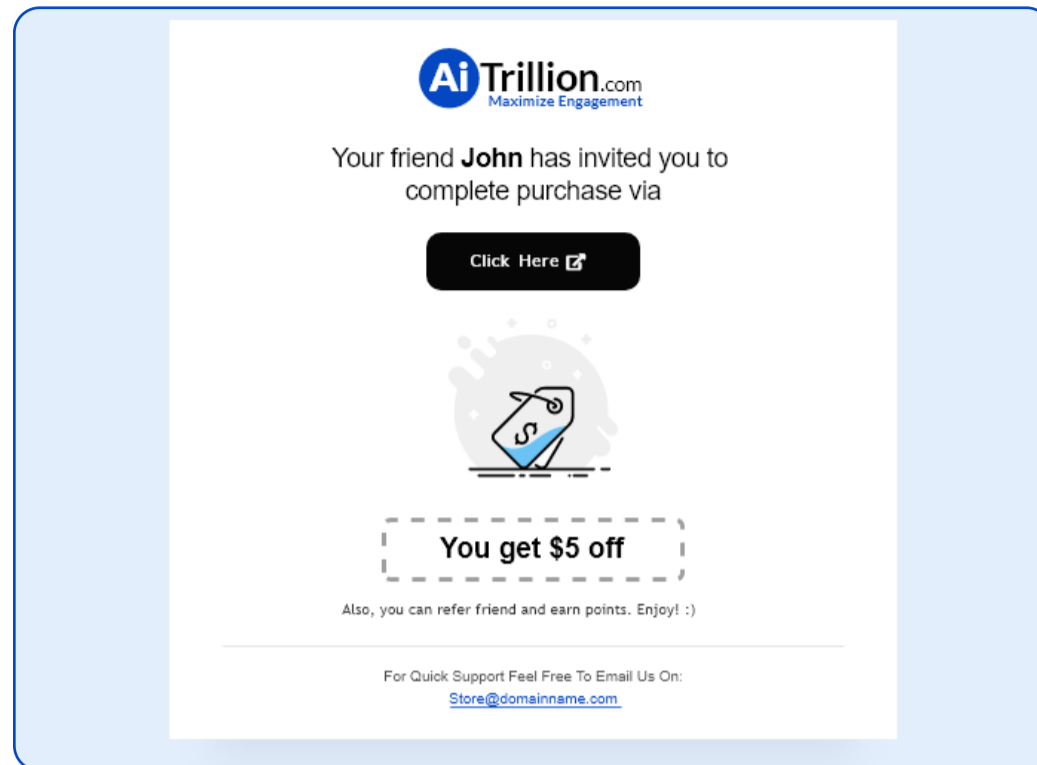 AiTrillion.com
Maximize Engagement
Your friend John has invited you to
complete purchase via
Click Here
$
You get $5 off
Also, you can refer friend and earn points. Enjoy! :)
For Quick Support Feel Free To Email Us On:
Store@domainname.com